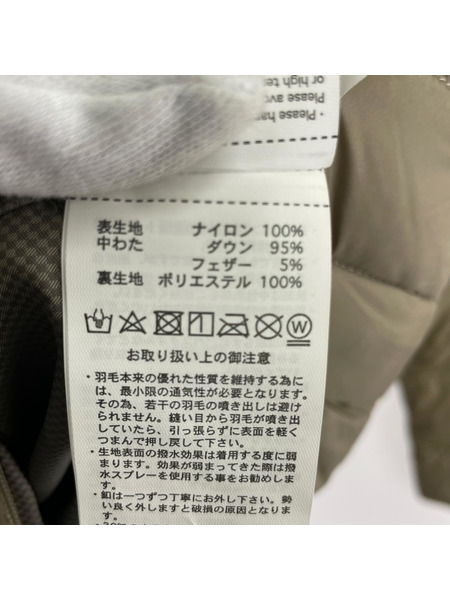 or high te
· Please avo
· Please han
表生地 ナイロン 100%
中わた ダウン 95%
フェザー 5%
裏生地 ポリエステル 100%
お取り扱い上の御注意
・羽毛本来の優れた性質を維持する為に
は、最小限の通気性が必要となります。
その為、若干の羽毛の噴き出しは避け
られません。縫い目から羽毛が噴き出
していたら、引っ張らずに表面を軽く
つまんで押し戻して下さい。
・生地表面の撥水効果は着用する度に弱
まります。効果が弱まってきた際は撥
水スプレーを使用する事をお勧めしま
す。
・釦は一つずつ丁寧にお外し下さい。勢
い良く外しますと破損の原因となりま
す。